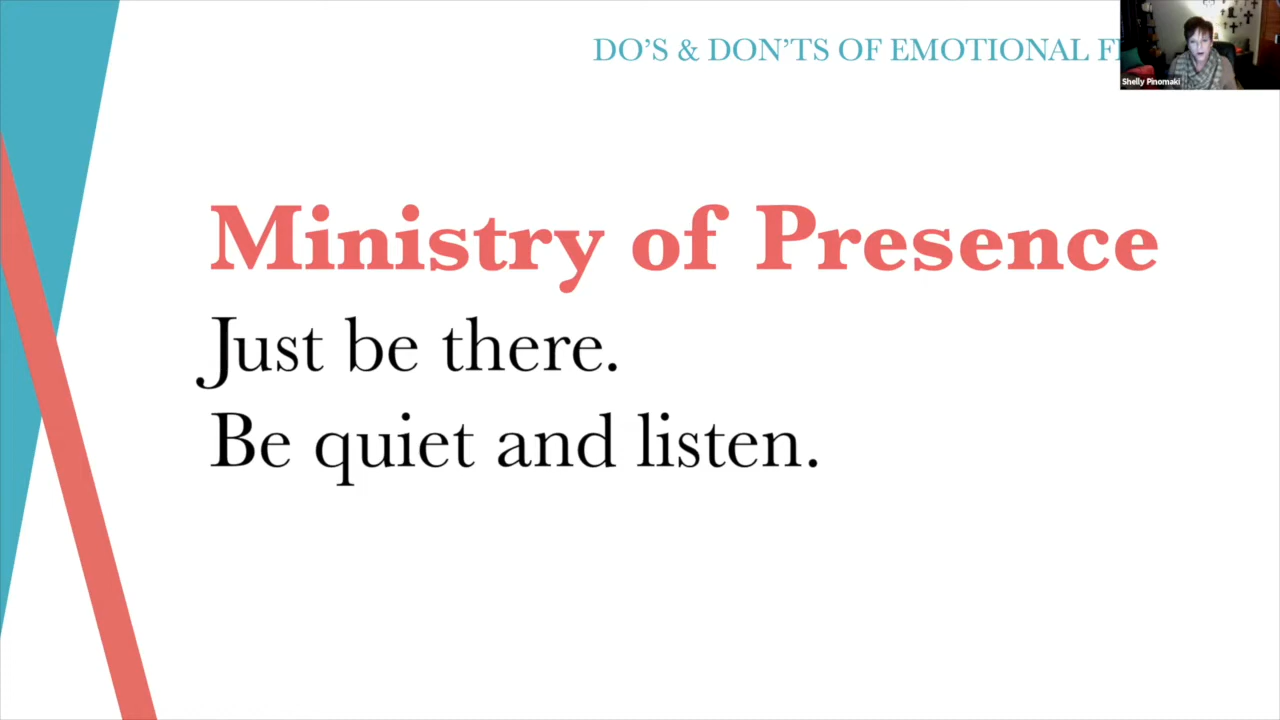 DO'S & DON'TS OF EMOTIONAL
Shelly Pinomaki
Ministry of Presence
Just be there.
Be quiet and listen.